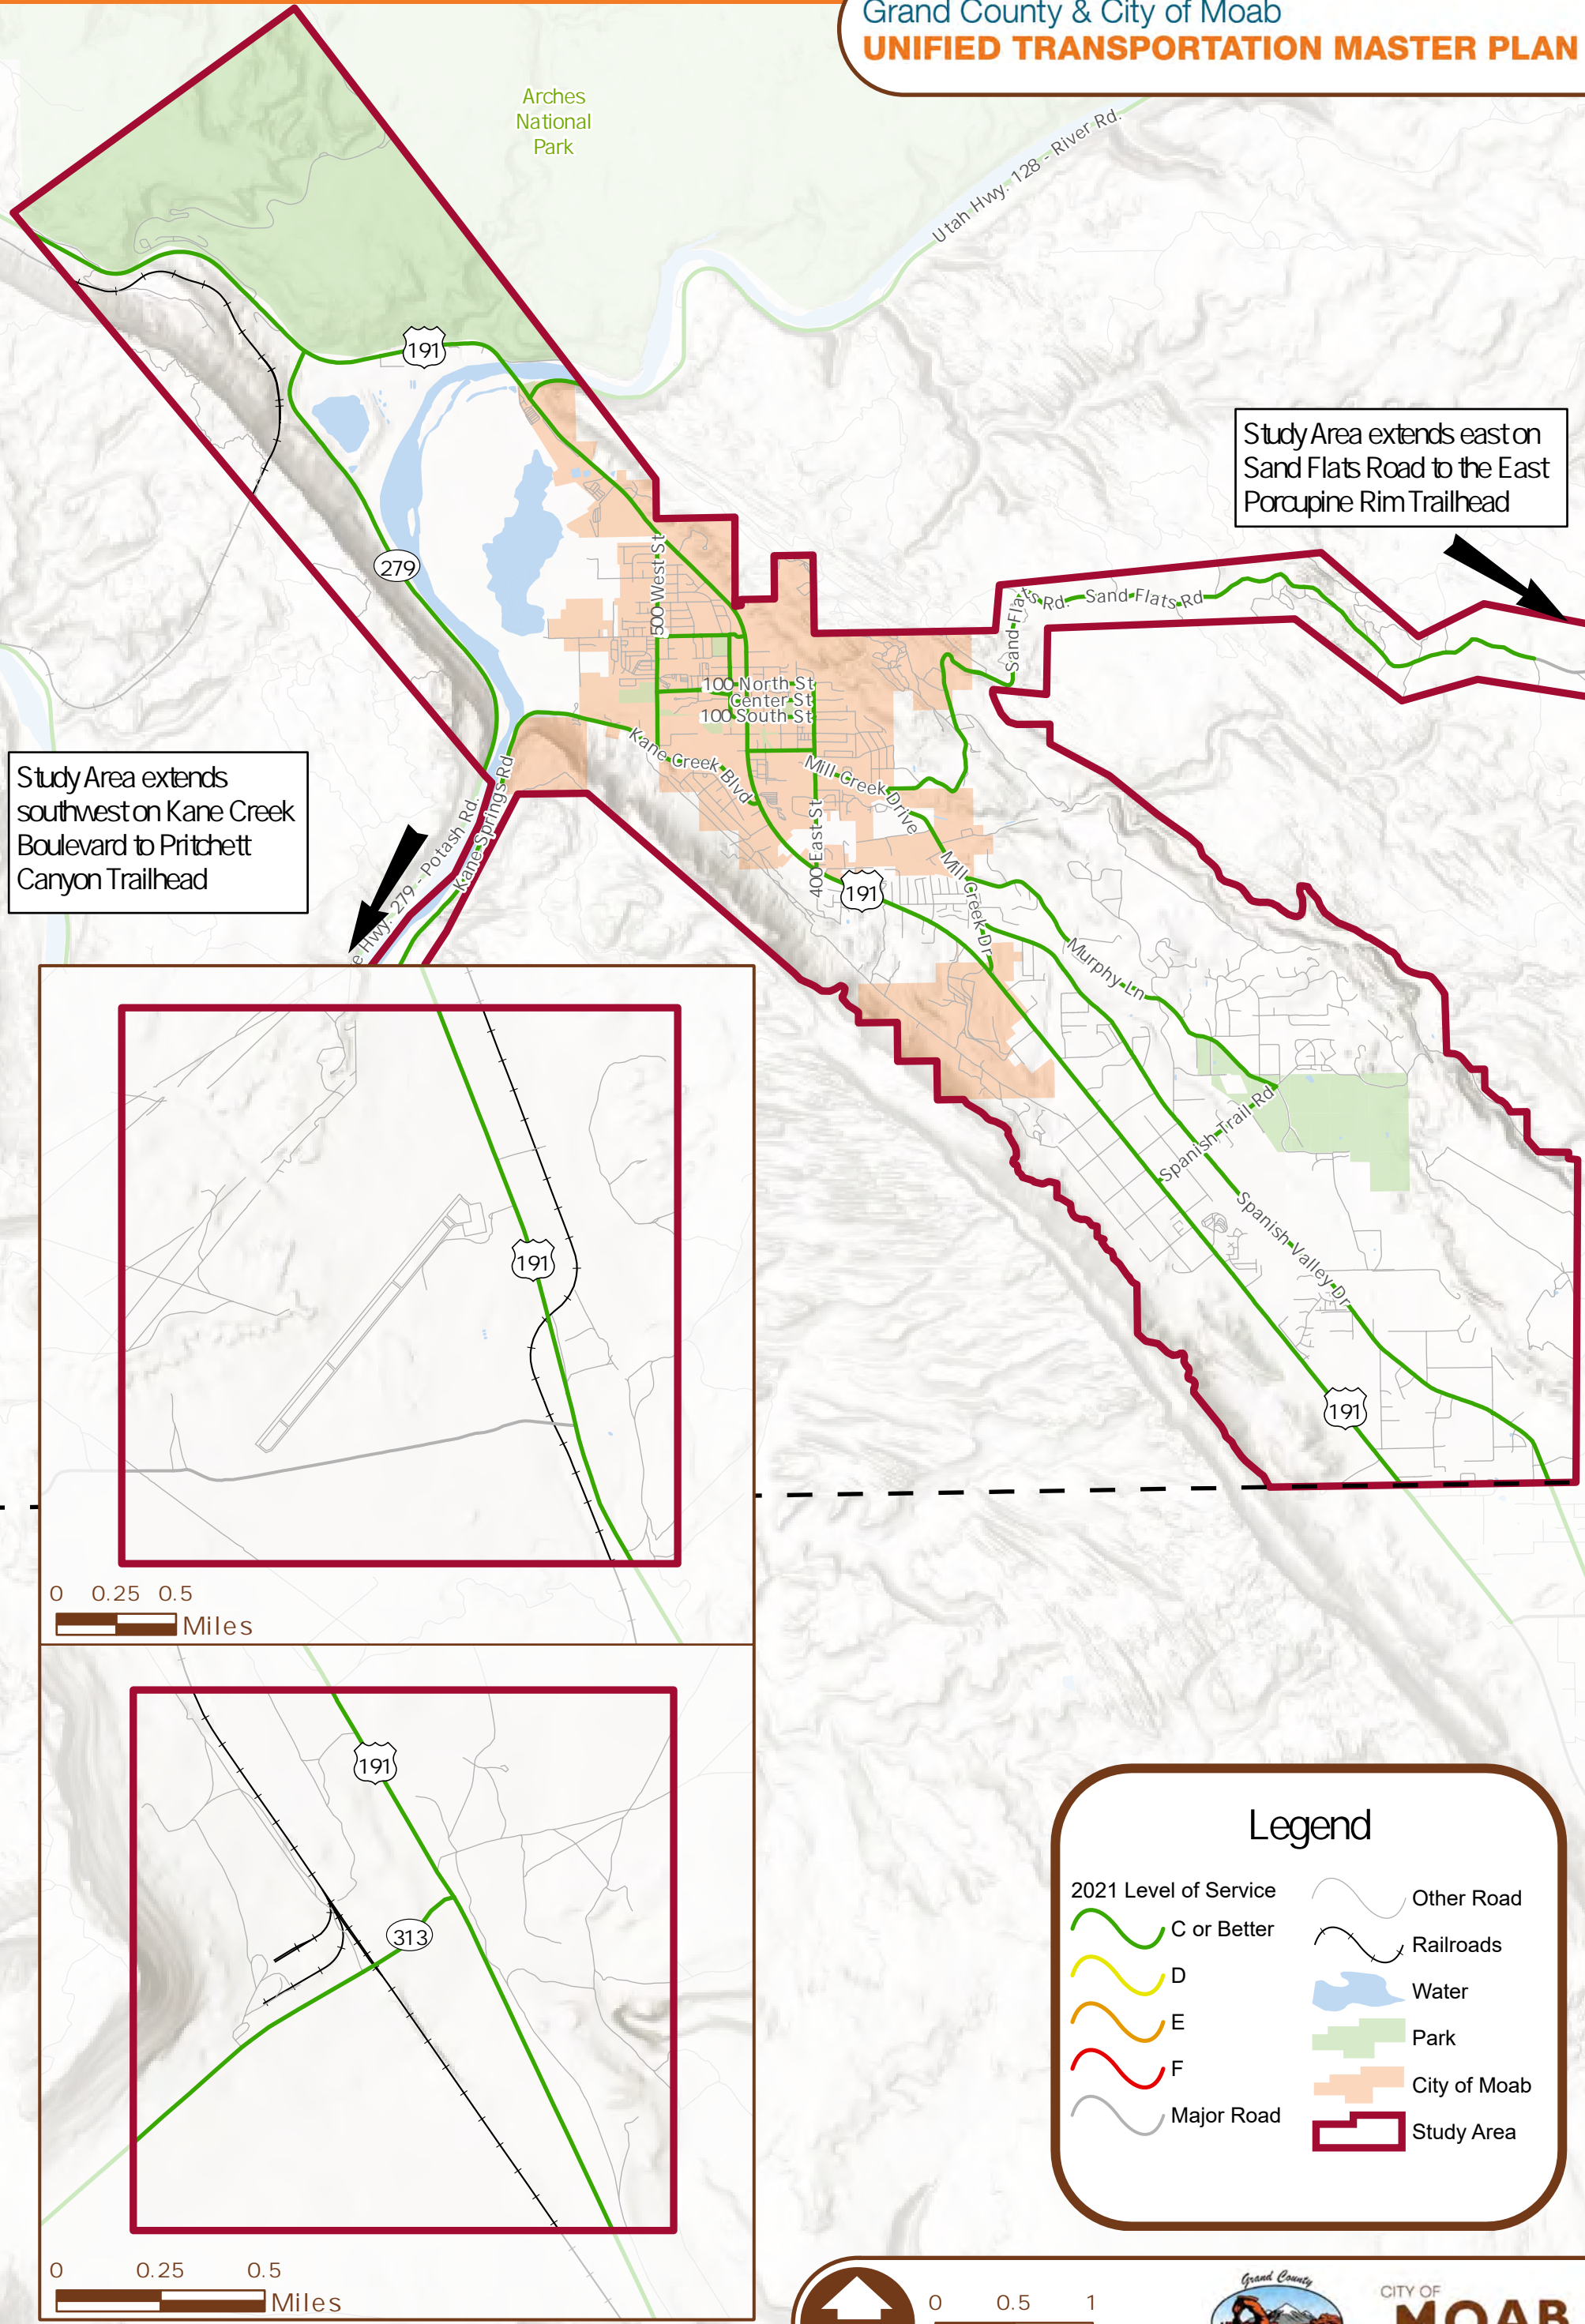 Grand County & City of Moab
UNIFIED TRANSPORTATION MASTER PLAN
Arches
National
Park
Utah Hwy. 128 - River Rd.
191
Study Area extends east on
Sand Flats Road to the East
Porcupine Rim Trailhead
279
500 West St
Sand Flats Rd.
Sand Flats Rd
100 North St
Center St
100 South St
Kane Creek Blvd
Mill Creek Drive
Study Area extends
southwest on Kane Creek
Boulevard to Pritchett
Canyon Trailhead
Hwy. 279 - Potash Rd.
Kane Springs Rd
400 East St
191
Mill Creek Dr
Murphy Ln
Spanish Trail Rd
Spanish Valley Dr
191
191
0 0.25 0.5
Miles
191
313
0 0.25 0.5
Miles
Legend
2021 Level of Service
C or Better
D
E
F
Major Road
Other Road
Railroads
Water
Park
City of Moab
Study Area
0 0.5 1
Grand County
CITY OF
MOAB